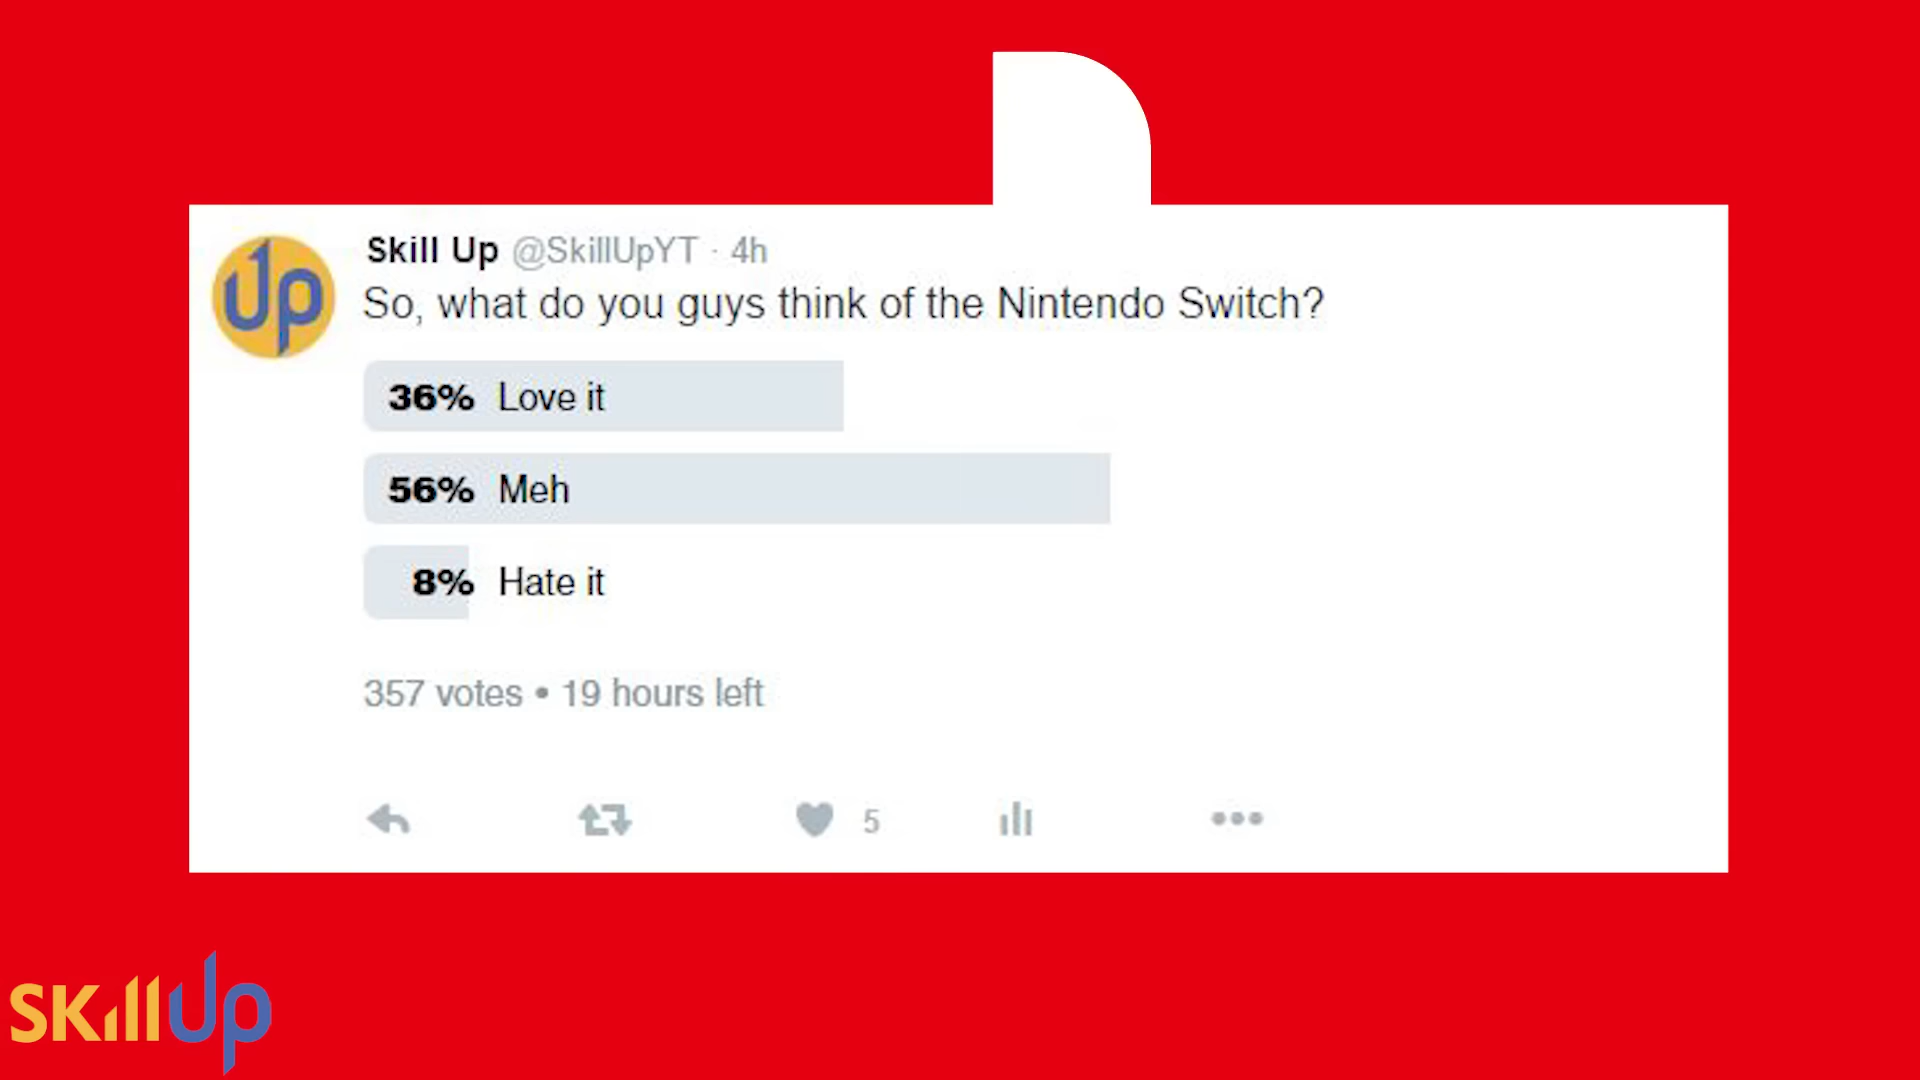 Up
Skill Up @SkillUpYT · 4h
So, what do you guys think of the Nintendo Switch?
36% Love it
56% Meh
8% Hate it
357 votes • 19 hours left
5
SKillUp